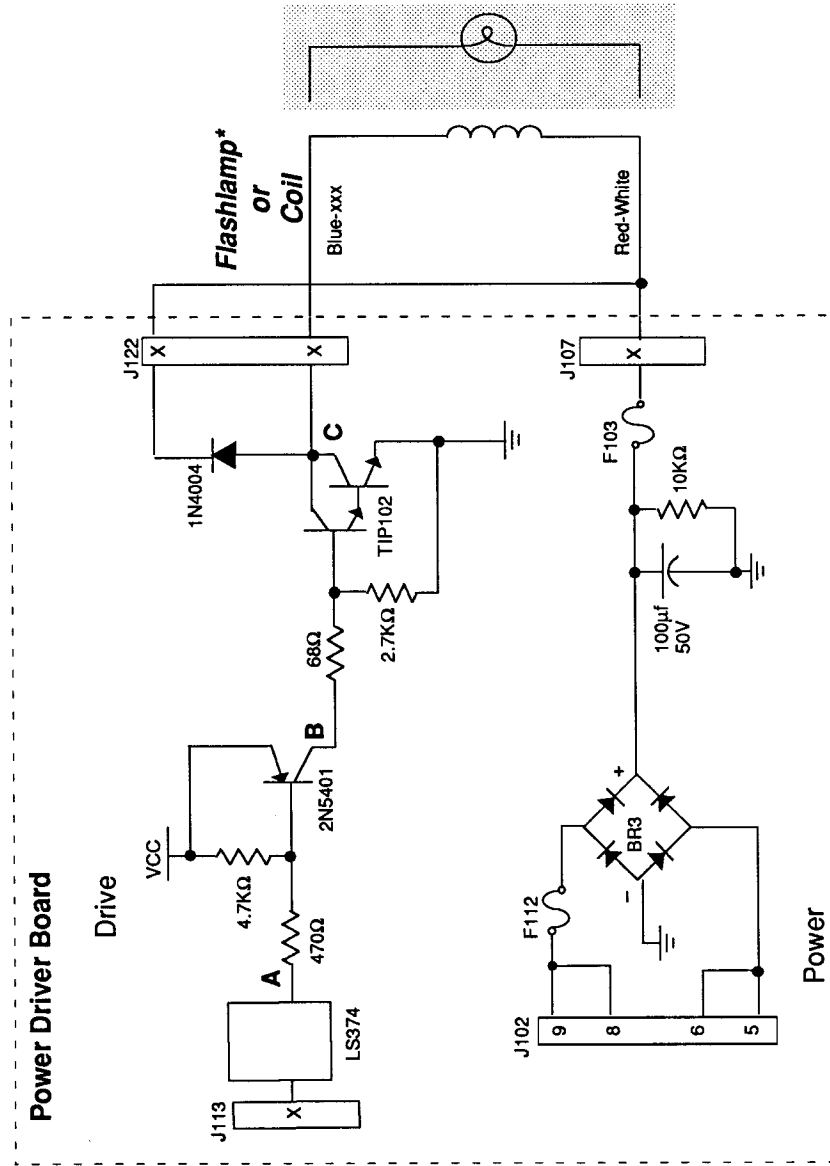 Power Driver Board
Drive
VCC
4.7KΩ
A
470Ω
LS374
J113
X
2N5401
B
68Ω
2.7KΩ
TIP102
C
1N4004
J122
X
X
Flashlamp*
or
Coil
Blue-xxx
Red-White
J107
X
F103
10KΩ
100µf
50V
+
BR3
-
F112
J102
9
8
6
5
Power